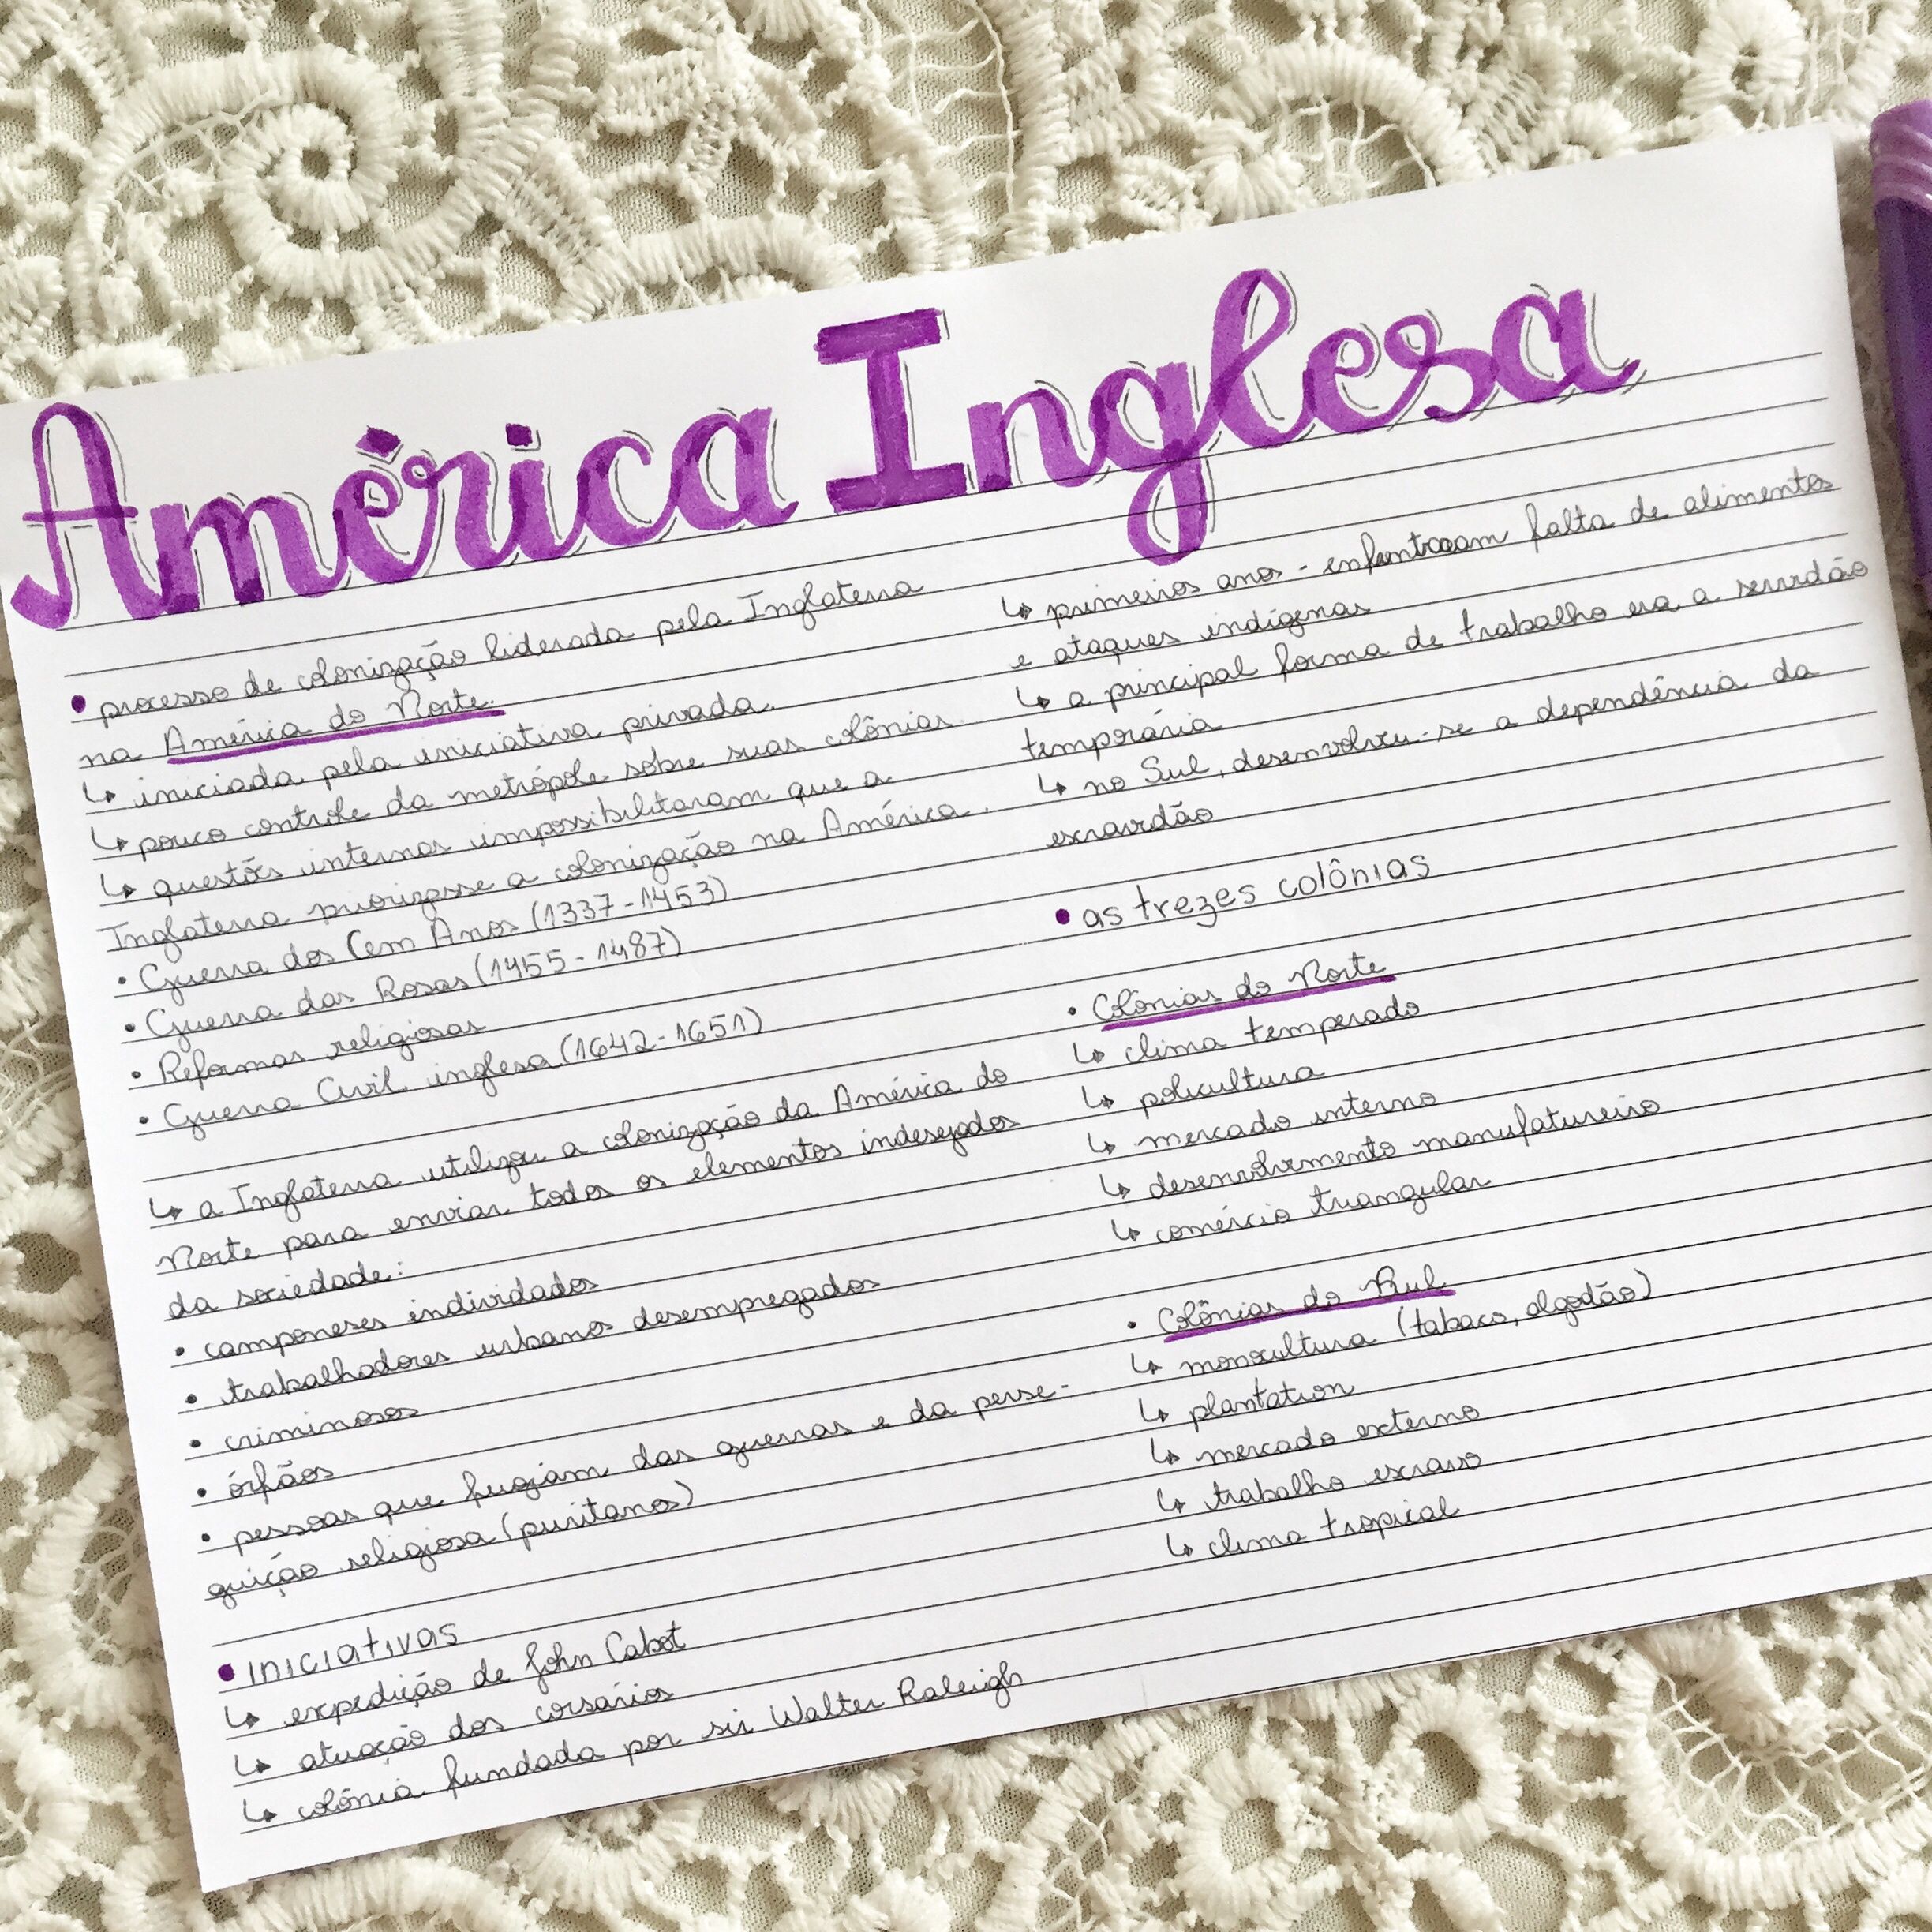 América Inglesa
• processo de colonização liderada pela Inglaterra
na América do Norte.
↳ iniciada pela iniciativa privada.
↳ pouco controle da metrópole sobre suas colônias.
↳ questões internas impossibilitaram que a
Inglaterra priorizasse a colonização na América.
• Guerra dos Cem Anos (1337-1453)
• Guerra das Rosas (1455-1487)
• Reformas religiosas
• Guerra Civil inglesa (1642-1651)
↳ a Inglaterra utilizou a colonização da América do
Norte para enviar todos os elementos indesejados
da sociedade:
• camponeses endividados
• trabalhadores urbanos desempregados
• criminosos
• órfãos
• pessoas que fugiam das guerras e da perse-
guição religiosa (puritanos)
• iniciativas
↳ expedição de John Cabot
↳ atuação dos corsários
↳ colônia fundada por sir Walter Raleigh
↳ primeiros anos - enfrentaram falta de alimentos
e ataques indígenas
↳ a principal forma de trabalho era a servidão
temporária
↳ no Sul, desenvolveu-se a dependência da
escravidão
• as trezes colônias
• Colônias do Norte
↳ clima temperado
↳ policultura
↳ mercado interno
↳ desenvolvimento manufatureiro
↳ comércio triangular
• Colônias do Sul
↳ monocultura (tabaco, algodão)
↳ plantation
↳ mercado externo
↳ trabalho escravo
↳ clima tropical